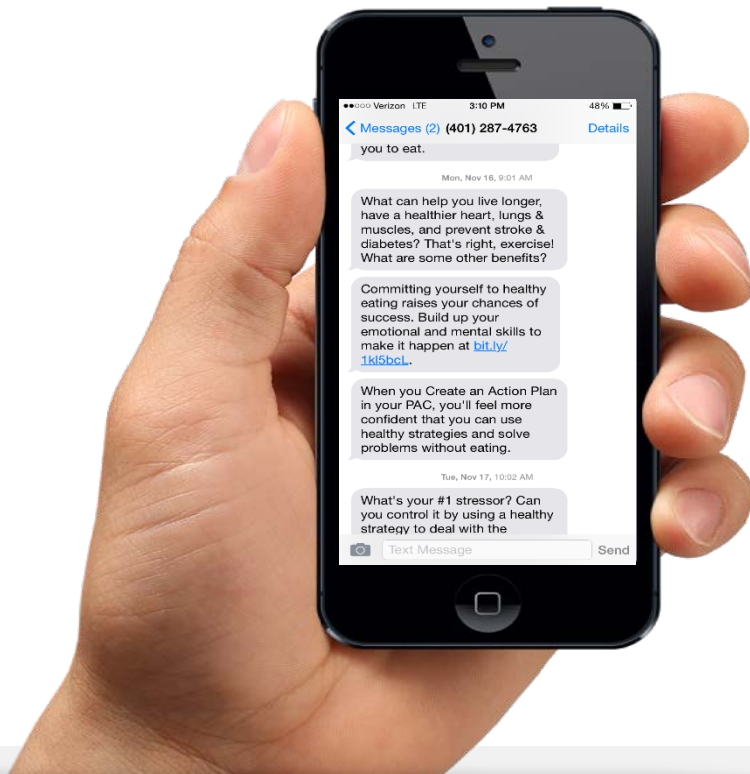 Verizon LTE 3:10 PM 48%
Messages (2) (401) 287-4763 Details
you to eat.
Mon, Nov 16, 9:01 AM
What can help you live longer,
have a healthier heart, lungs &
muscles, and prevent stroke &
diabetes? That's right, exercise!
What are some other benefits?
Committing yourself to healthy
eating raises your chances of
success. Build up your
emotional and mental skills to
make it happen at bit.ly/
1kI5bcL.
When you Create an Action Plan
in your PAC, you'll feel more
confident that you can use
healthy strategies and solve
problems without eating.
Tue, Nov 17, 10:02 AM
What's your #1 stressor? Can
you control it by using a healthy
strategy to deal with the
Text Message Send